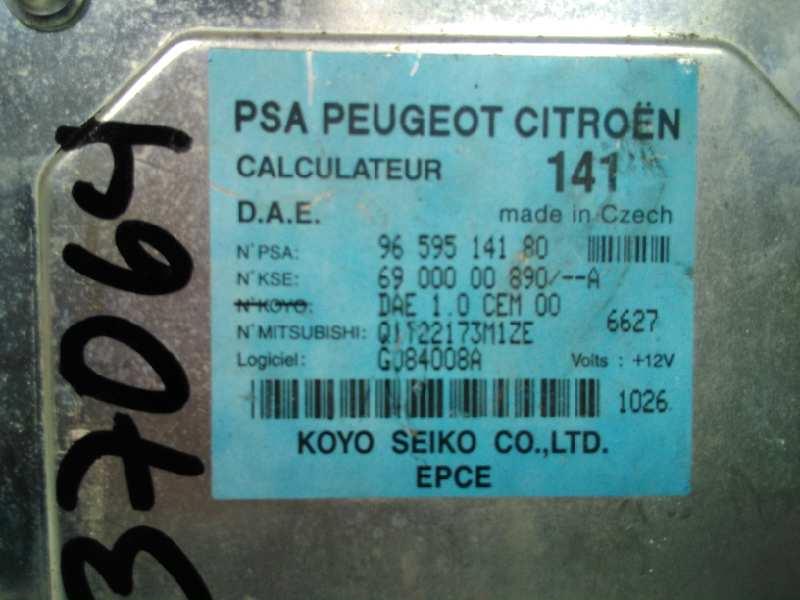 PSA PEUGEOT CITROËN
CALCULATEUR 141
D.A.E. made in Czech
N°PSA: 96 595 141 80
N°KSE: 69 000 00 890/--A
N°KOYO: DAE 1.0 CEM 00
6627
N°MITSUBISHI: Q1T22173M1ZE
Logiciel: G084008A Volts : +12V
1026
KOYO SEIKO CO.,LTD.
EPCE
37064